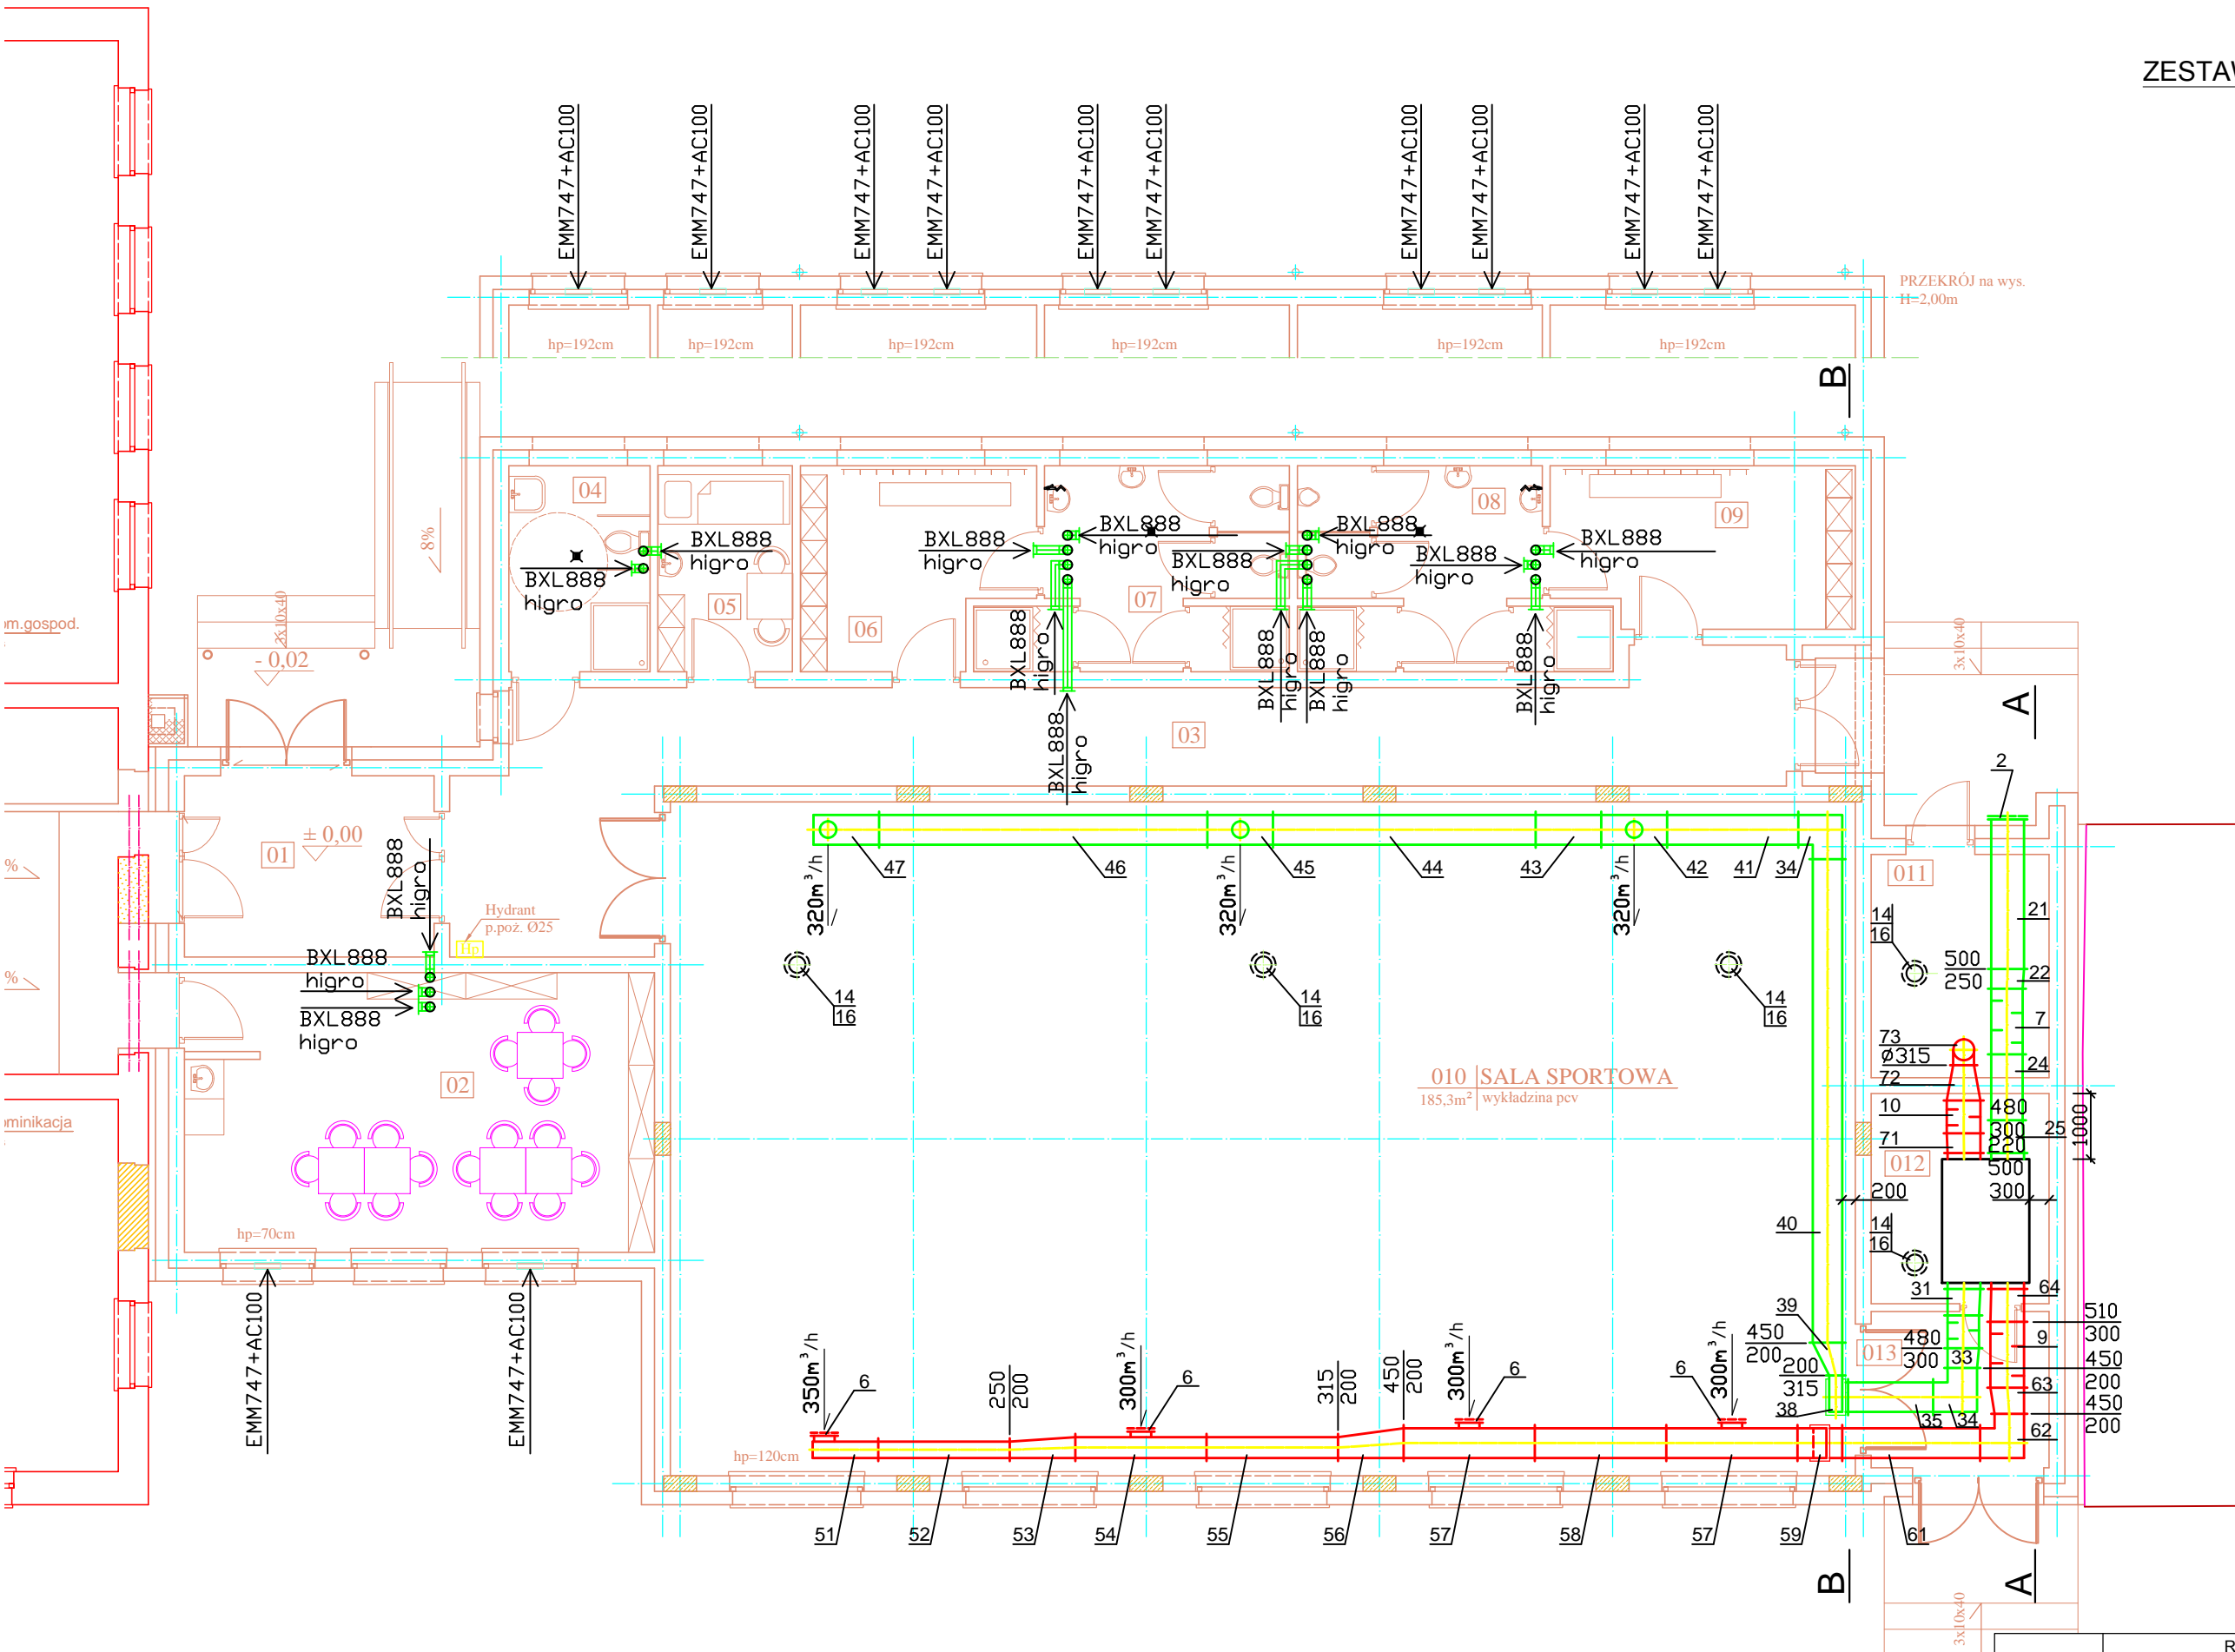 ZESTAW
EMM747+AC100
EMM747+AC100
EMM747+AC100
EMM747+AC100
EMM747+AC100
EMM747+AC100
EMM747+AC100
EMM747+AC100
EMM747+AC100
EMM747+AC100
PRZEKRÓJ na wys.
H=2,00m
hp=192cm
hp=192cm
hp=192cm
hp=192cm
hp=192cm
hp=192cm
B
04
08
09
8%
BXL888
higro
BXL888
higro
BXL888
higro
BXL888
higro
BXL888
higro
BXL888
higro
BXL888
higro
BXL888
higro
05
06
07
3x10x40
om.gospod.
- 0,02
BXL888
higro
BXL888
higro
BXL888
higro
BXL888
higro
BXL888
higro
3x10x40
A
03
2
01
± 0,00
BXL888
higro
Hydrant
p.poż. Ø25
Hp
47
46
45
44
43
42
41
34
320m³/h
320m³/h
320m³/h
011
%
14
16
21
500
250
22
BXL888
higro
BXL888
higro
%
14
16
14
16
14
16
7
73
Ø315
24
72
02
010
SALA SPORTOWA
185,3m²
wykładzina pcv
10
480
300
220
25
1000
ominikacja
71
012
500
300
200
40
14
16
hp=70cm
31
64
39
510
300
450
200
480
300
33
9
013
450
200
200
315
63
38
35
34
450
200
62
EMM747+AC100
EMM747+AC100
350m³/h
6
250
200
300m³/h
6
315
200
450
200
300m³/h
6
6
300m³/h
hp=120cm
51
52
53
54
55
56
57
58
57
59
61
B
A
3x10x40
R